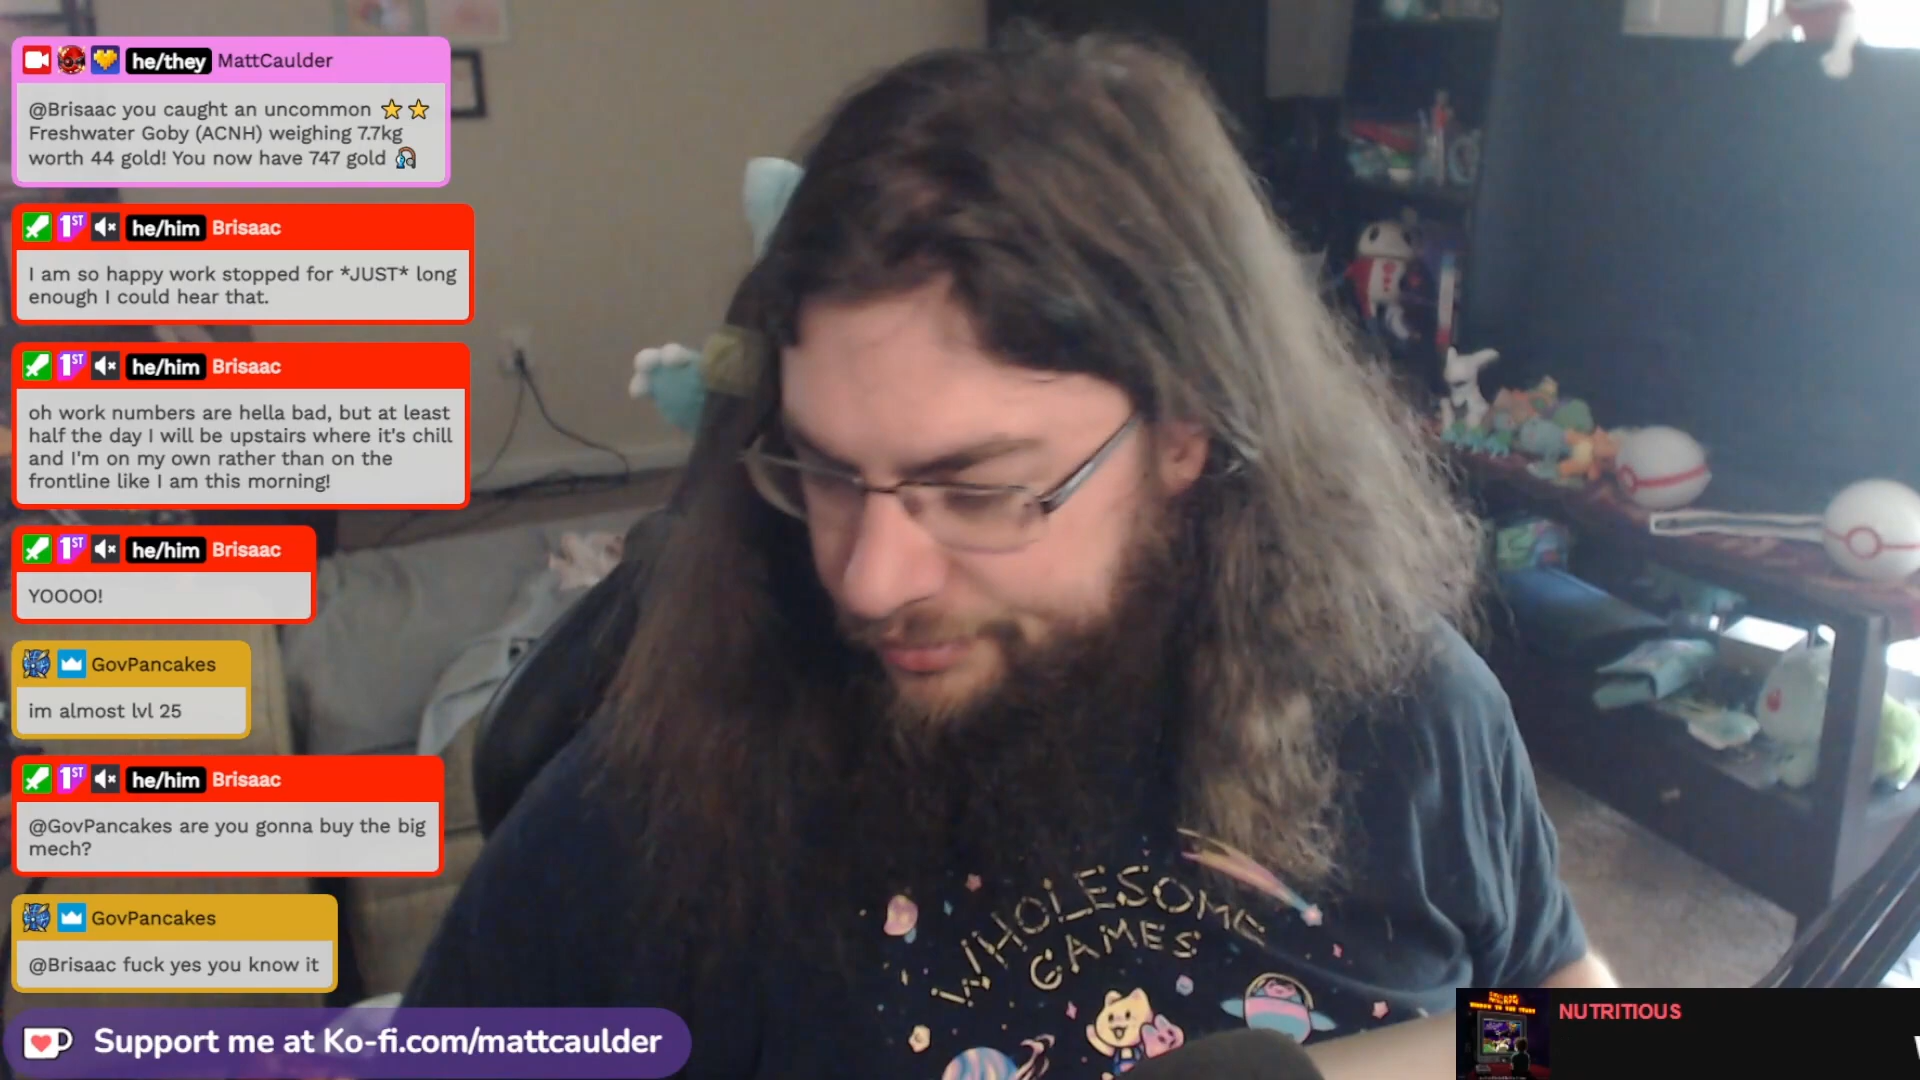 he/they MattCaulder
@Brisaac you caught an uncommon ⭐⭐
Freshwater Goby (ACNH) weighing 7.7kg
worth 44 gold! You now have 747 gold
1ST he/him Brisaac
I am so happy work stopped for *JUST* long
enough I could hear that.
1ST he/him Brisaac
oh work numbers are hella bad, but at least
half the day I will be upstairs where it's chill
and I'm on my own rather than on the
frontline like I am this morning!
1ST he/him Brisaac
YOOOO!
GovPancakes
im almost lvl 25
1ST he/him Brisaac
@GovPancakes are you gonna buy the big
mech?
GovPancakes
@Brisaac fuck yes you know it
Support me at Ko-fi.com/mattcaulder
WHOLESOME
GAMES
NUTRITIOUS